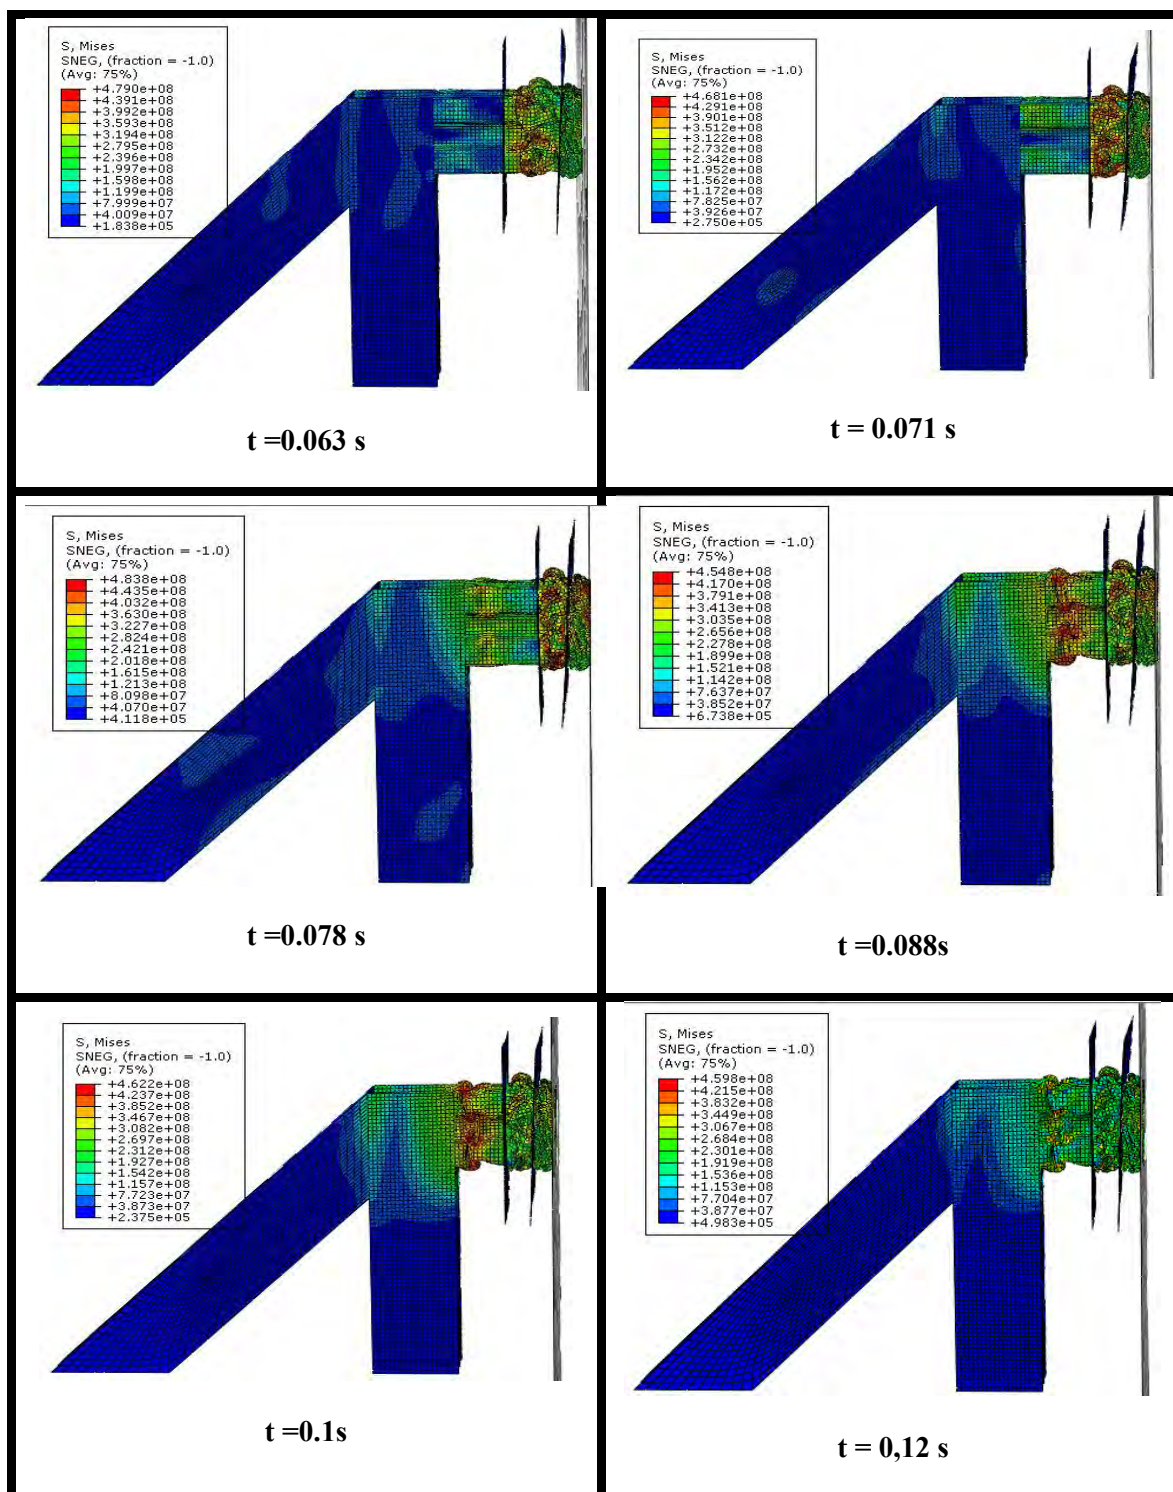 S, Mises
SNEG, (fraction = -1.0)
(Avg: 75%)
+4.790e+08
+4.391e+08
+3.992e+08
+3.593e+08
+3.194e+08
+2.795e+08
+2.396e+08
+1.997e+08
+1.598e+08
+1.199e+08
+7.999e+07
+4.009e+07
+1.838e+05
t =0.063 s
S, Mises
SNEG, (fraction = -1.0)
(Avg: 75%)
+4.681e+08
+4.291e+08
+3.901e+08
+3.512e+08
+3.122e+08
+2.732e+08
+2.342e+08
+1.952e+08
+1.562e+08
+1.172e+08
+7.825e+07
+3.926e+07
+2.750e+05
t = 0.071 s
S, Mises
SNEG, (fraction = -1.0)
(Avg: 75%)
+4.838e+08
+4.435e+08
+4.032e+08
+3.630e+08
+3.227e+08
+2.824e+08
+2.421e+08
+2.018e+08
+1.615e+08
+1.213e+08
+8.098e+07
+4.070e+07
+4.118e+05
t =0.078 s
S, Mises
SNEG, (fraction = -1.0)
(Avg: 75%)
+4.548e+08
+4.170e+08
+3.791e+08
+3.413e+08
+3.035e+08
+2.656e+08
+2.278e+08
+1.899e+08
+1.521e+08
+1.142e+08
+7.637e+07
+3.852e+07
+6.738e+05
t =0.088s
S, Mises
SNEG, (fraction = -1.0)
(Avg: 75%)
+4.622e+08
+4.237e+08
+3.852e+08
+3.467e+08
+3.082e+08
+2.697e+08
+2.312e+08
+1.927e+08
+1.542e+08
+1.157e+08
+7.723e+07
+3.873e+07
+2.375e+05
t =0.1s
S, Mises
SNEG, (fraction = -1.0)
(Avg: 75%)
+4.598e+08
+4.215e+08
+3.832e+08
+3.449e+08
+3.067e+08
+2.684e+08
+2.301e+08
+1.919e+08
+1.536e+08
+1.153e+08
+7.704e+07
+3.877e+07
+4.983e+05
t = 0,12 s